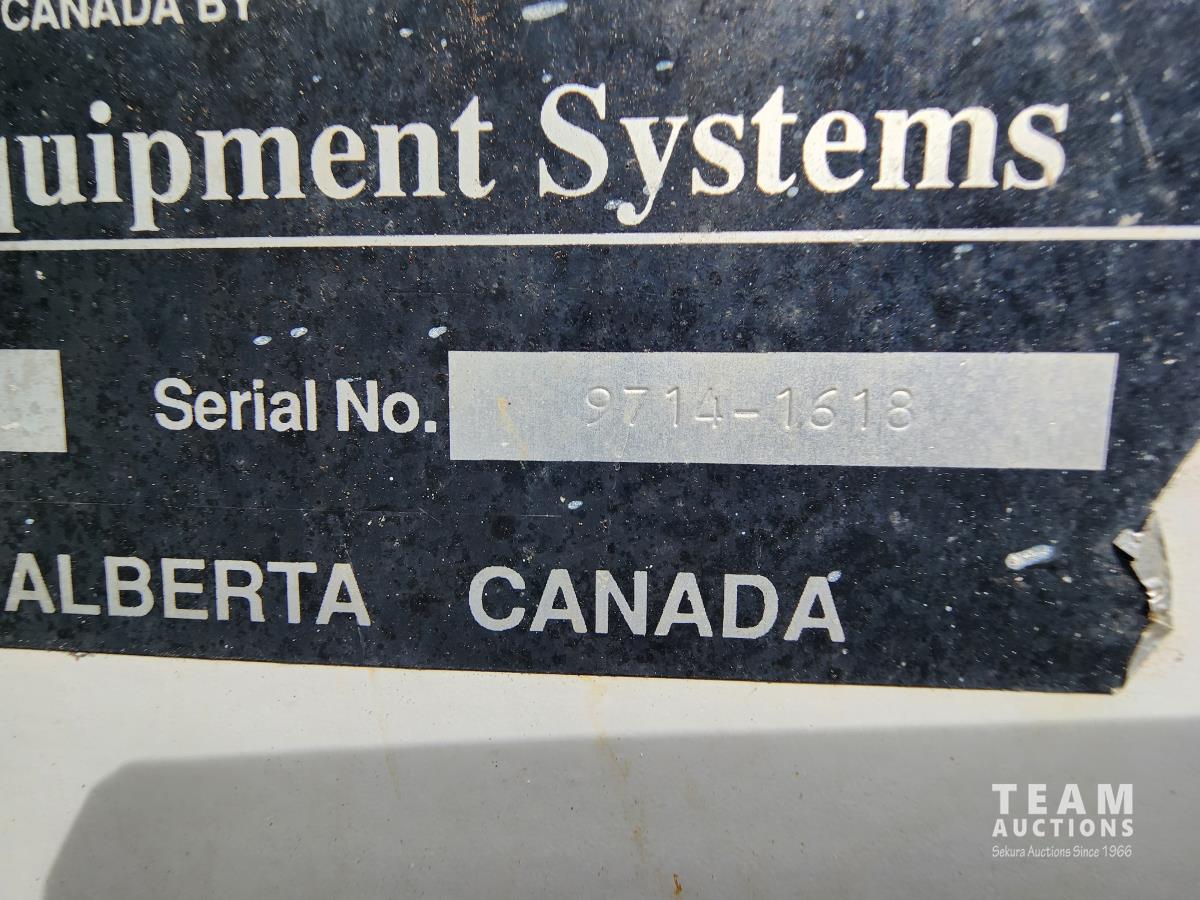 CANADA BY
quipment Systems
Serial No. 9714-1618
ALBERTA CANADA
TEAM
AUCTIONS
Sekura Auctions Since 1966